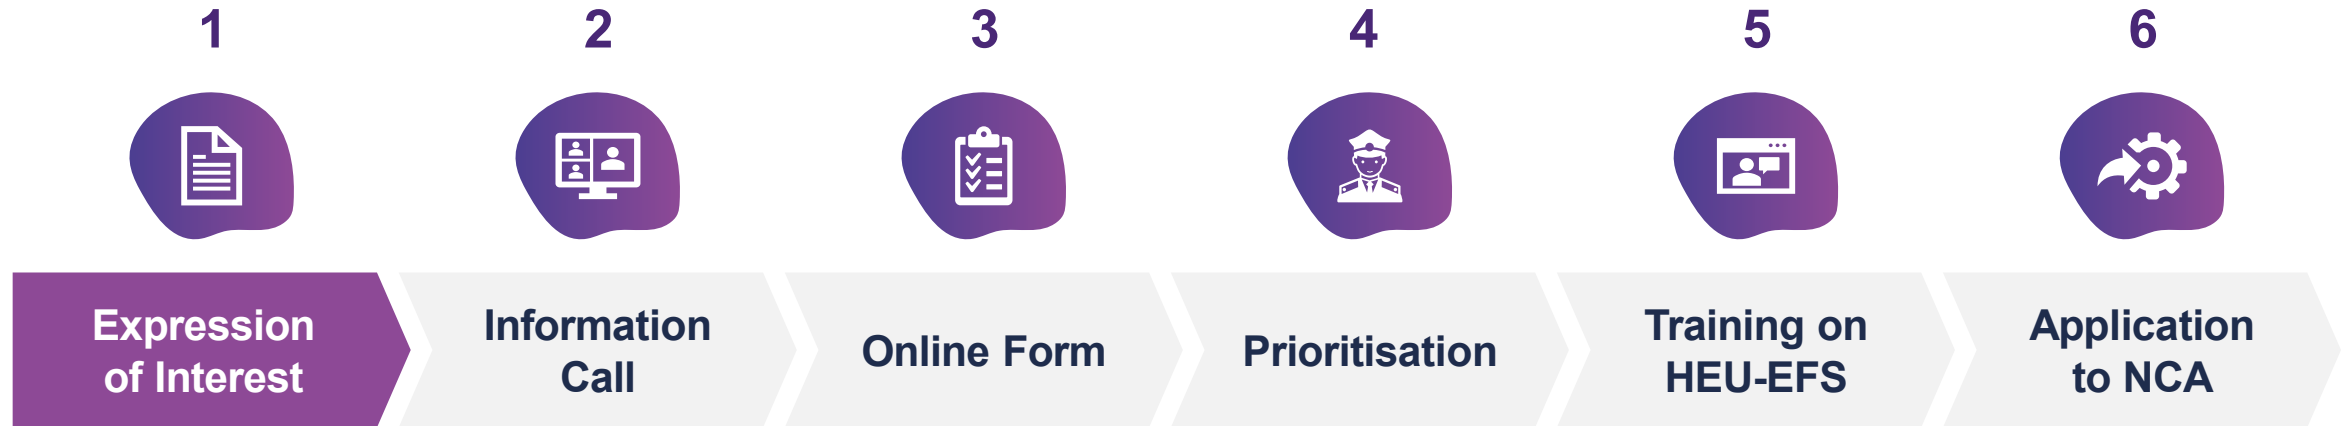 1
2
3
4
5
6
Expression
of Interest
Information
Call
Online Form
Prioritisation
Training on
HEU-EFS
Application
to NCA